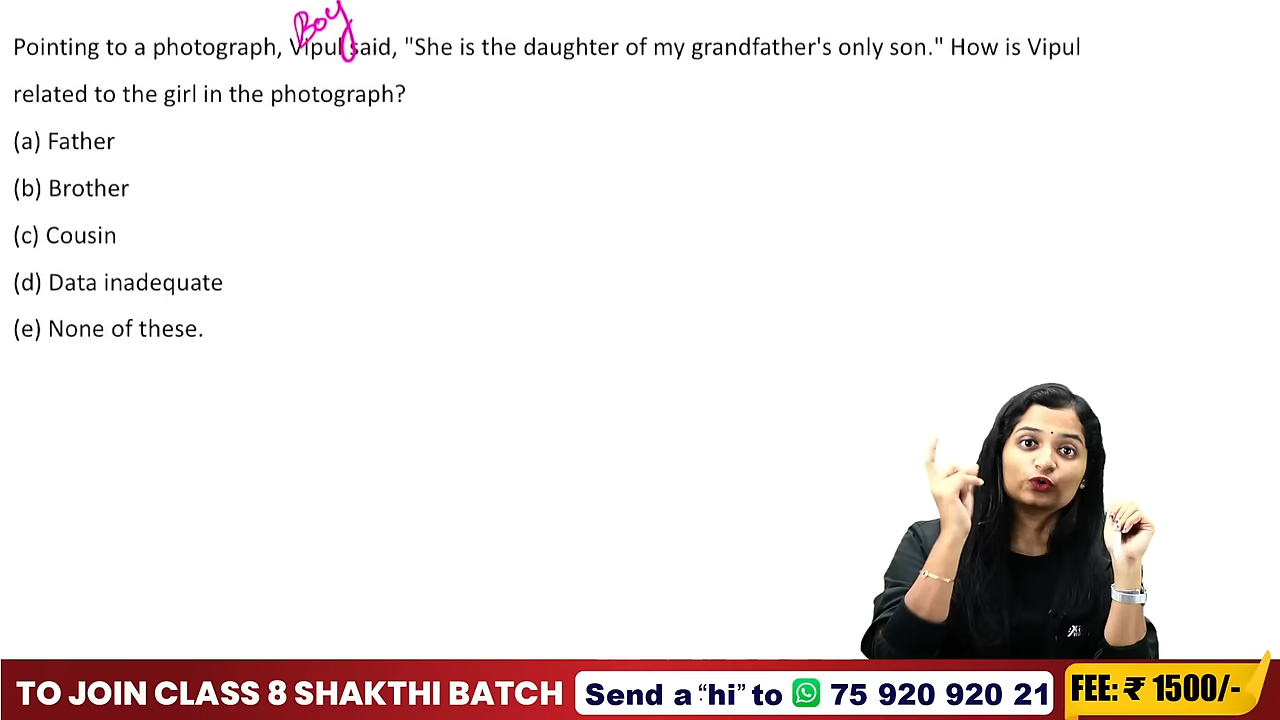 Boy
Pointing to a photograph, Vipul said, "She is the daughter of my grandfather's only son." How is Vipul
related to the girl in the photograph?
(a) Father
(b) Brother
(c) Cousin
(d) Data inadequate
(e) None of these.
TO JOIN CLASS 8 SHAKTHI BATCH
Send a “hi” to 75 920 920 21
FEE: ₹ 1500/-